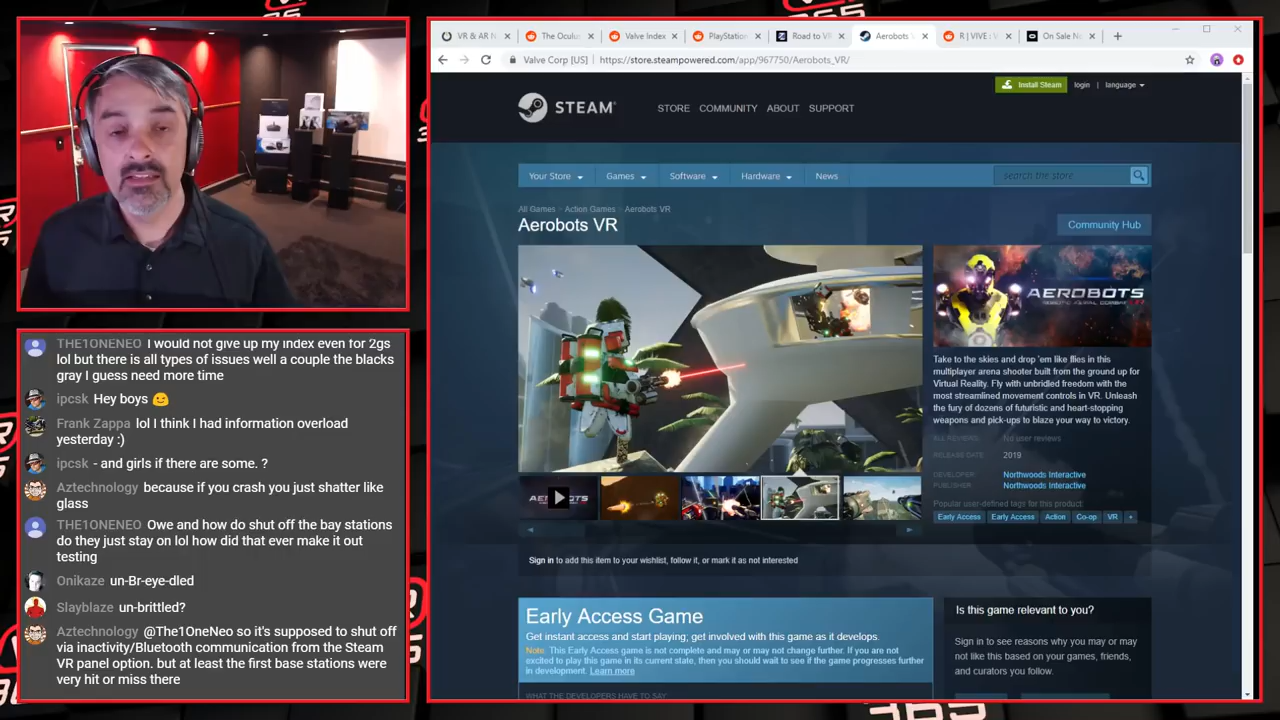 VR & AR N
The Oculus
Valve Index
PlayStation
Road to VR
Aerobots V
R | VIVE : V
On Sale No
Valve Corp [US] | https://store.steampowered.com/app/967750/Aerobots_VR/
Install Steam login | language
STEAM
STORE COMMUNITY ABOUT SUPPORT
Your Store Games Software Hardware News
search the store
All Games > Action Games > Aerobots VR
Aerobots VR
Community Hub
AEROBOTS
Take to the skies and drop 'em like flies in this
multiplayer arena shooter built from the ground up for
Virtual Reality. Fly with unbridled freedom with the
most streamlined movement controls in VR. Unleash
the fury of dozens of futuristic and heart-stopping
weapons and pick-ups to blaze your way to victory.
ALL REVIEWS: No user reviews
RELEASE DATE: 2019
DEVELOPER: Northwoods Interactive
PUBLISHER: Northwoods Interactive
Popular user-defined tags for this product:
Early Access Early Access Action Co-op VR +
Sign in to add this item to your wishlist, follow it, or mark it as not interested
Early Access Game
Get instant access and start playing; get involved with this game as it develops.
Note: This Early Access game is not complete and may or may not change further. If you are
not excited to play this game in its current state, then you should wait to see if the game progresses further
in development. Learn more
WHAT THE DEVELOPERS HAVE TO SAY:
Is this game relevant to you?
Sign in to see reasons why you may or may
not like this based on your games, friends,
and curators you follow.
THE1ONENEO I would not give up my index even for 2gs
lol but there is all types of issues well a couple the blacks
gray I guess need more time
ipcsk Hey boys
Frank Zappa lol I think I had information overload
yesterday :)
ipcsk - and girls if there are some. ?
Aztechnology because if you crash you just shatter like
glass
THE1ONENEO Owe and how do shut off the bay stations
do they just stay on lol how did that ever make it out
testing
Onikaze un-Br-eye-dled
Slayblaze un-brittled?
Aztechnology @The1OneNeo so it's supposed to shut off
via inactivity/Bluetooth communication from the Steam
VR panel option. but at least the first base stations were
very hit or miss there
365